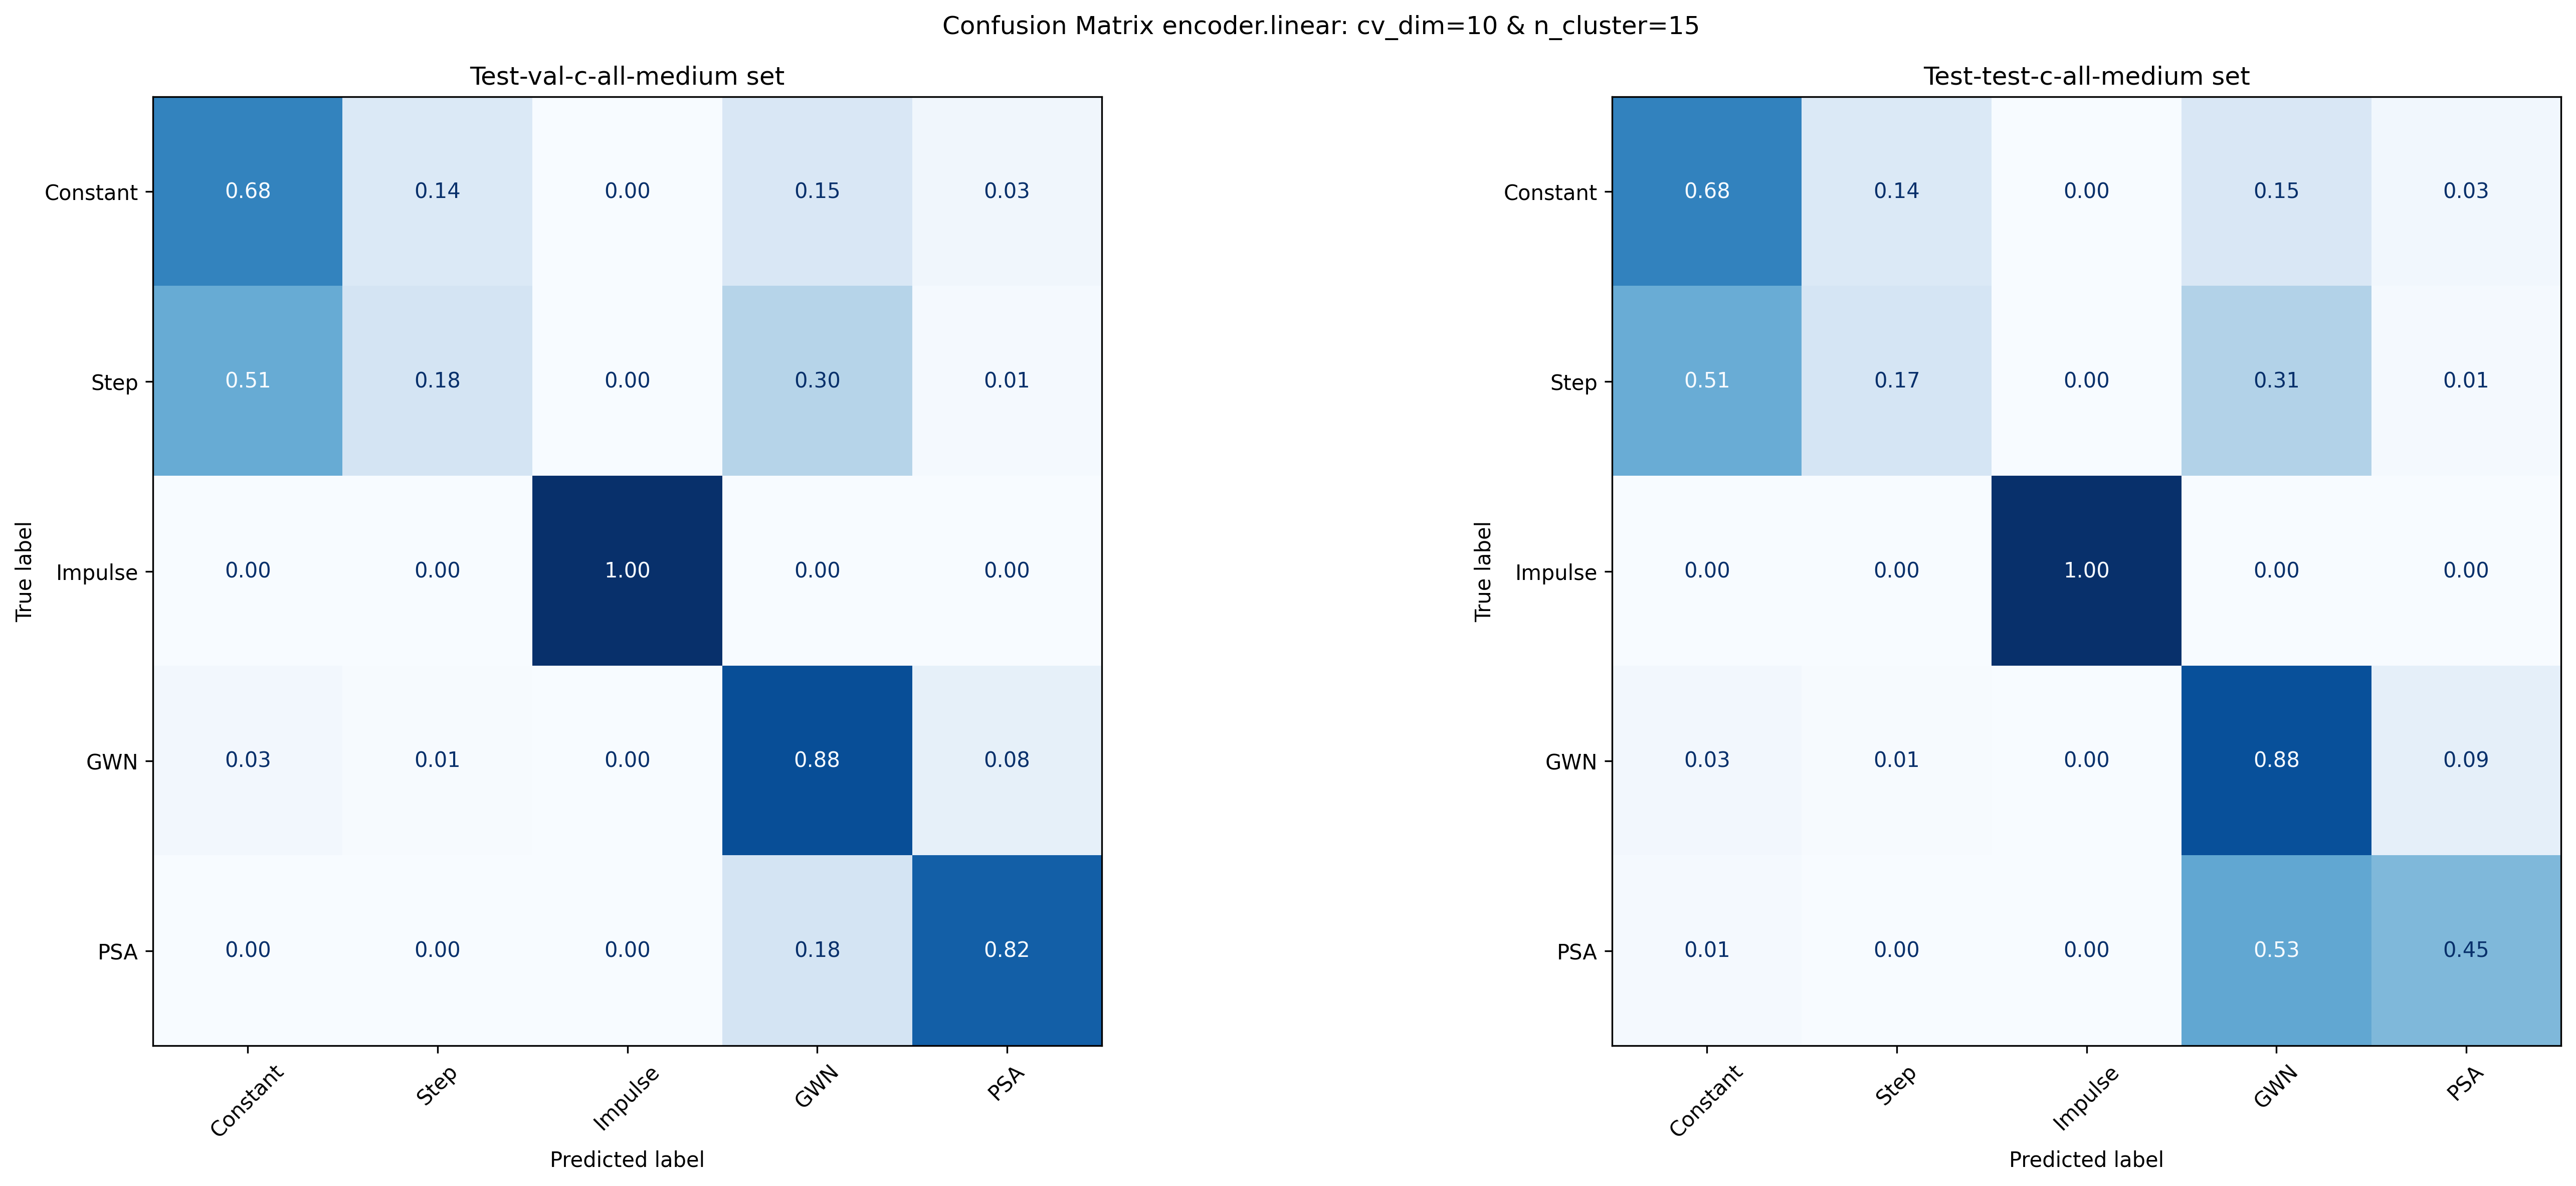 Confusion Matrix encoder.linear: cv_dim=10 & n_cluster=15
Test-val-c-all-medium set
True label
Constant 0.68 0.14 0.00 0.15 0.03
Step 0.51 0.18 0.00 0.30 0.01
Impulse 0.00 0.00 1.00 0.00 0.00
GWN 0.03 0.01 0.00 0.88 0.08
PSA 0.00 0.00 0.00 0.18 0.82
Constant Step Impulse GWN PSA
Predicted label
Test-test-c-all-medium set
True label
Constant 0.68 0.14 0.00 0.15 0.03
Step 0.51 0.17 0.00 0.31 0.01
Impulse 0.00 0.00 1.00 0.00 0.00
GWN 0.03 0.01 0.00 0.88 0.09
PSA 0.01 0.00 0.00 0.53 0.45
Constant Step Impulse GWN PSA
Predicted label